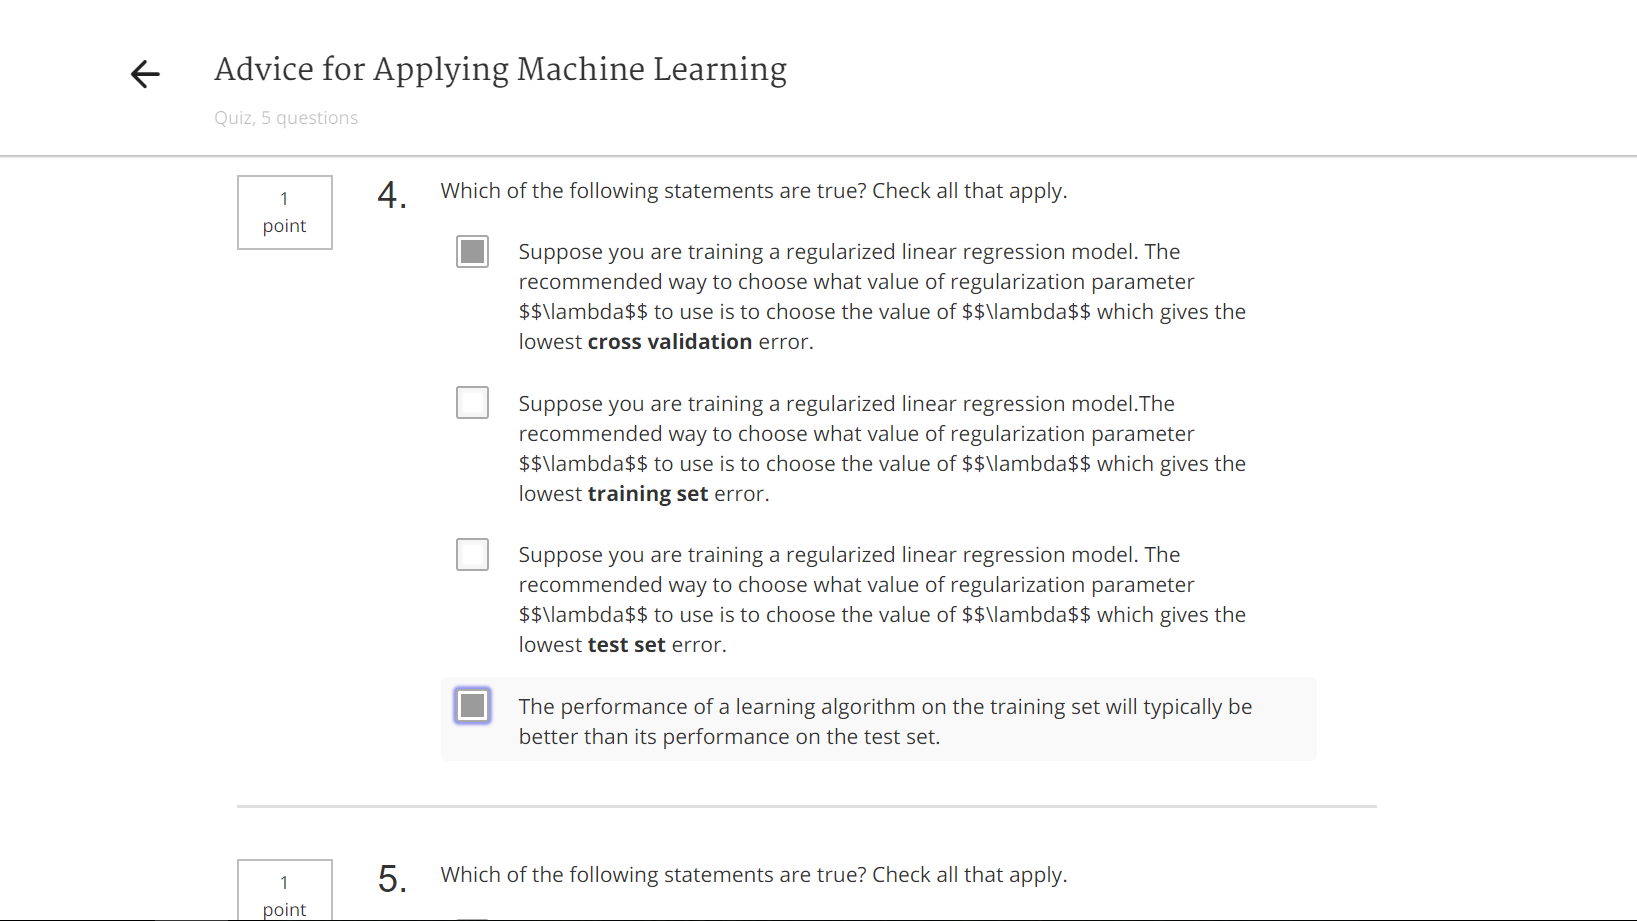 Advice for Applying Machine Learning
Quiz, 5 questions
1
point
4.
Which of the following statements are true? Check all that apply.
Suppose you are training a regularized linear regression model. The
recommended way to choose what value of regularization parameter
$$\lambda$$ to use is to choose the value of $$\lambda$$ which gives the
lowest cross validation error.
Suppose you are training a regularized linear regression model.The
recommended way to choose what value of regularization parameter
$$\lambda$$ to use is to choose the value of $$\lambda$$ which gives the
lowest training set error.
Suppose you are training a regularized linear regression model. The
recommended way to choose what value of regularization parameter
$$\lambda$$ to use is to choose the value of $$\lambda$$ which gives the
lowest test set error.
The performance of a learning algorithm on the training set will typically be
better than its performance on the test set.
1
point
5.
Which of the following statements are true? Check all that apply.